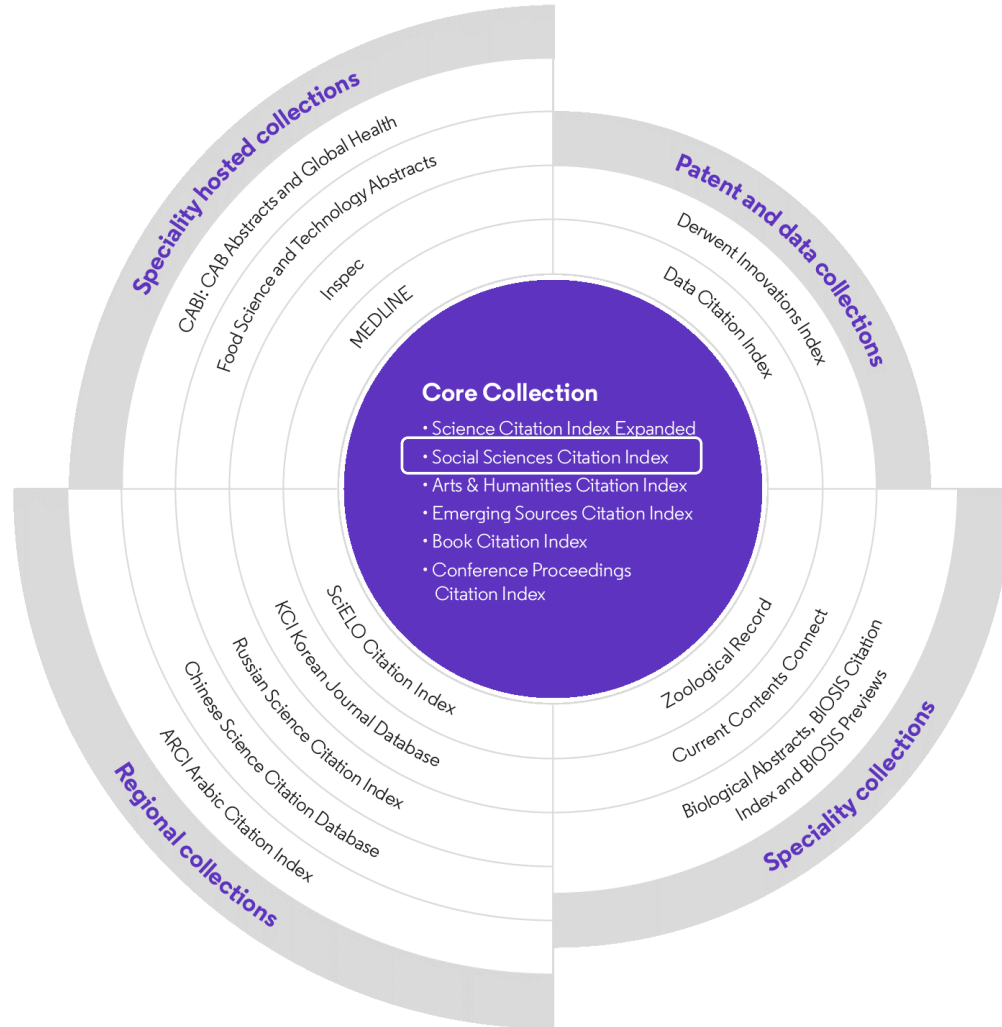 Speciality hosted collections
CABI: CAB Abstracts and Global Health
Food Science and Technology Abstracts
Inspec
MEDLINE
Patent and data collections
Derwent Innovations Index
Data Citation Index
Core Collection
• Science Citation Index Expanded
• Social Sciences Citation Index
• Arts & Humanities Citation Index
• Emerging Sources Citation Index
• Book Citation Index
• Conference Proceedings
Citation Index
SciELO Citation Index
KCI Korean Journal Database
Russian Science Citation Index
Chinese Science Citation Database
ARCI Arabic Citation Index
Regional collections
Zoological Record
Current Contents Connect
Biological Abstracts, BIOSIS Citation
Index and BIOSIS Previews
Speciality collections